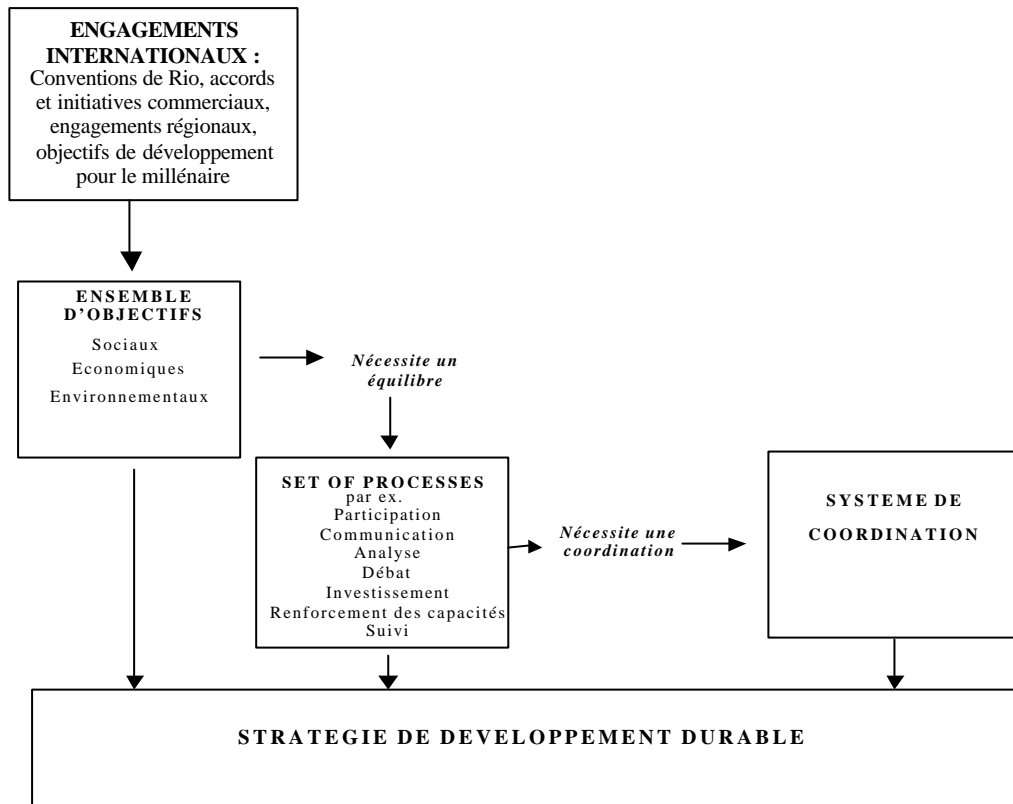 ENGAGEMENTS
INTERNATIONAUX :
Conventions de Rio, accords
et initiatives commerciaux,
engagements régionaux,
objectifs de développement
pour le millénaire
ENSEMBLE
D'OBJECTIFS
Sociaux
Economiques
Environnementaux
Nécessite un
équilibre
SET OF PROCESSES
par ex.
Participation
Communication
Analyse
Débat
Investissement
Renforcement des capacités
Suivi
Nécessite une
coordination
SYSTEME DE
COORDINATION
STRATEGIE DE DEVELOPPEMENT DURABLE